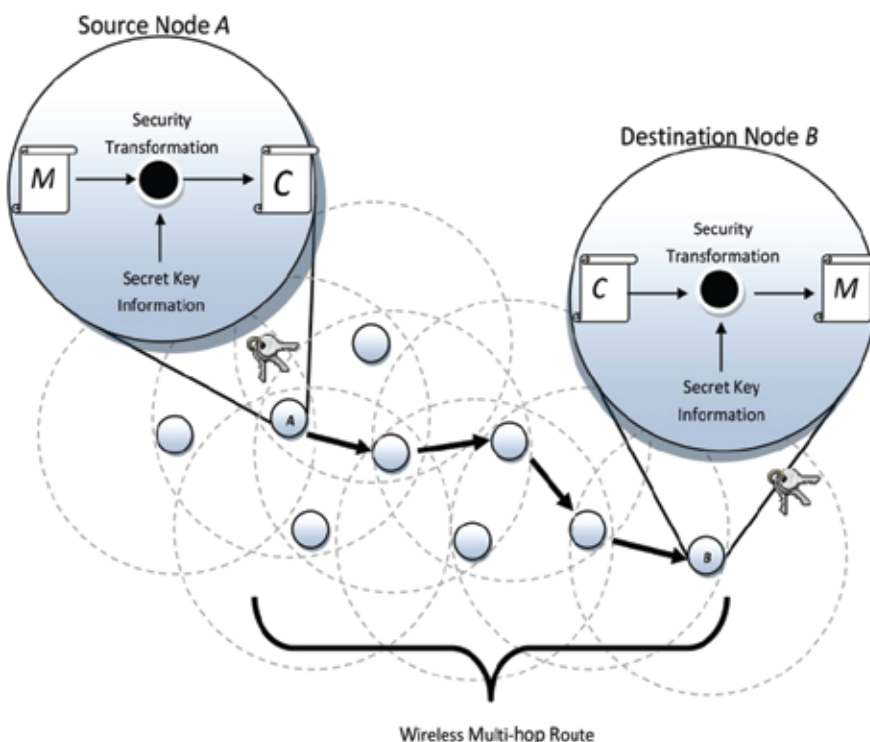 Source Node A
Security
Transformation
M
C
Secret Key
Information
Destination Node B
Security
Transformation
C
M
Secret Key
Information
A
B
Wireless Multi-hop Route